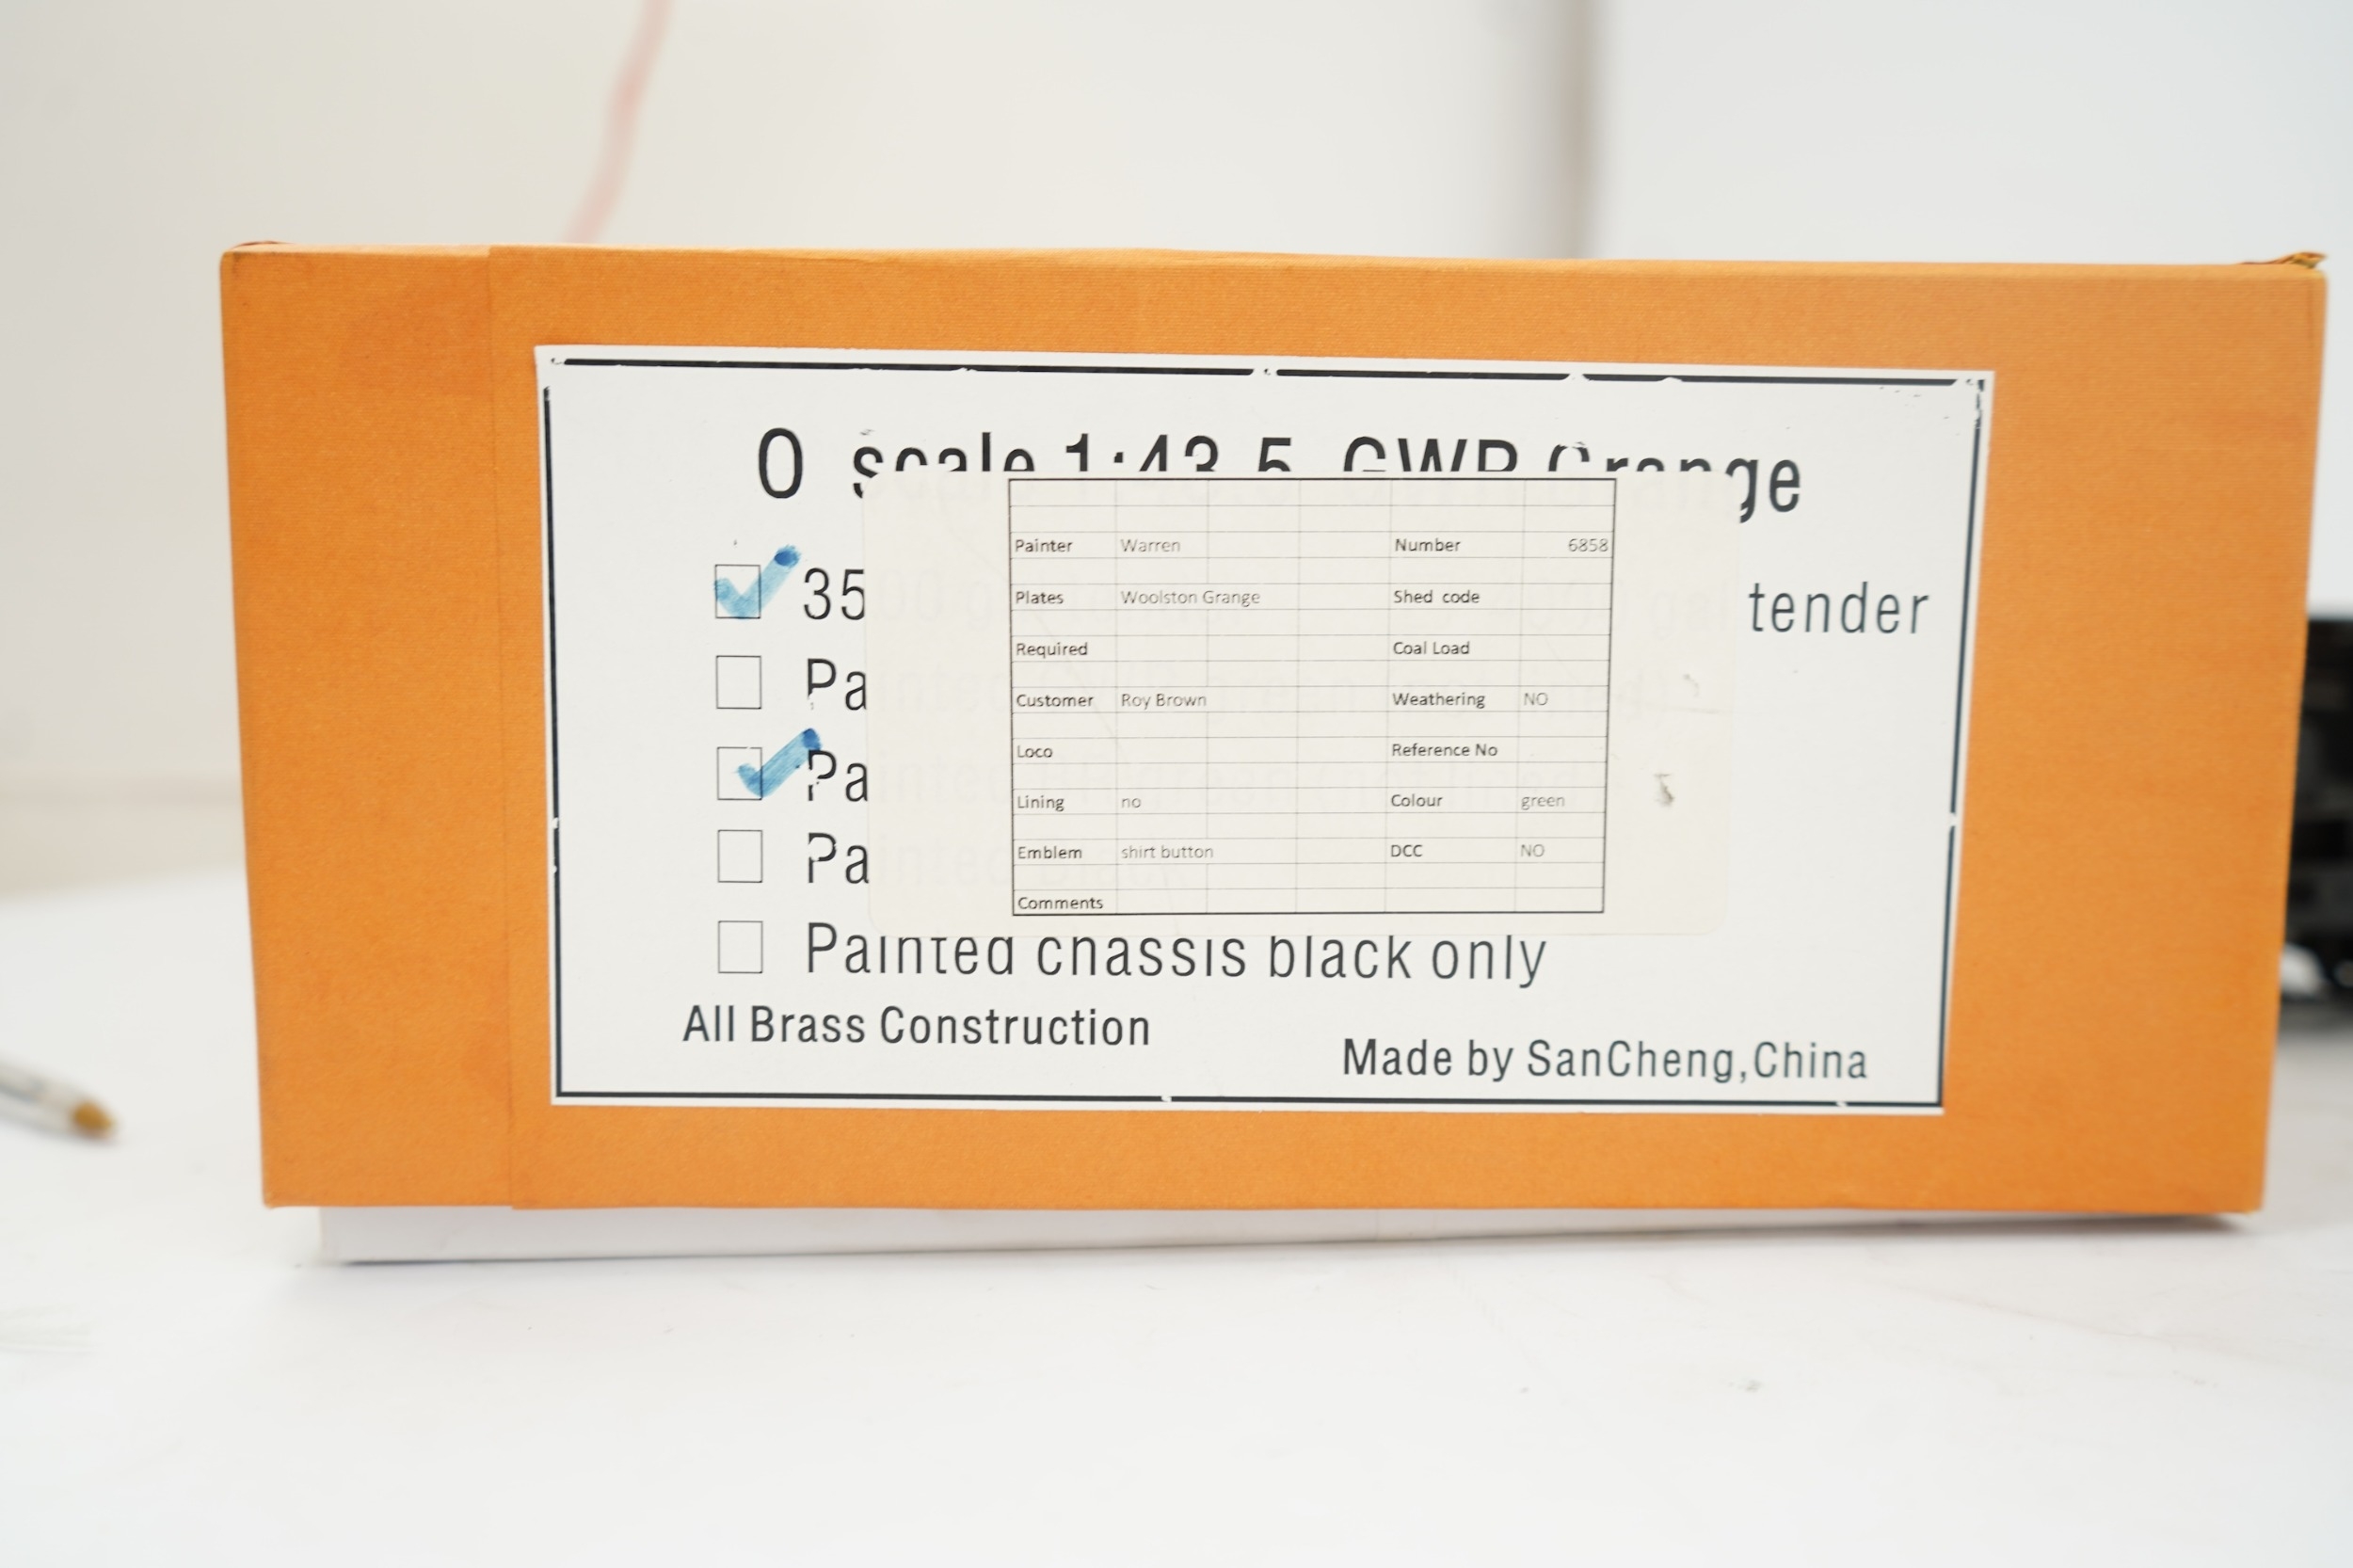 O scale 1:43.5 GWR Grange
35 tender
Pa
Pa
Pa
Painted chassis black only
All Brass Construction
Made by SanCheng,China
Painter Warren Number 6858
Plates Woolston Grange Shed code
Required Coal Load
Customer Roy Brown Weathering NO
Loco Reference No
Lining no Colour green
Emblem shirt button DCC NO
Comments